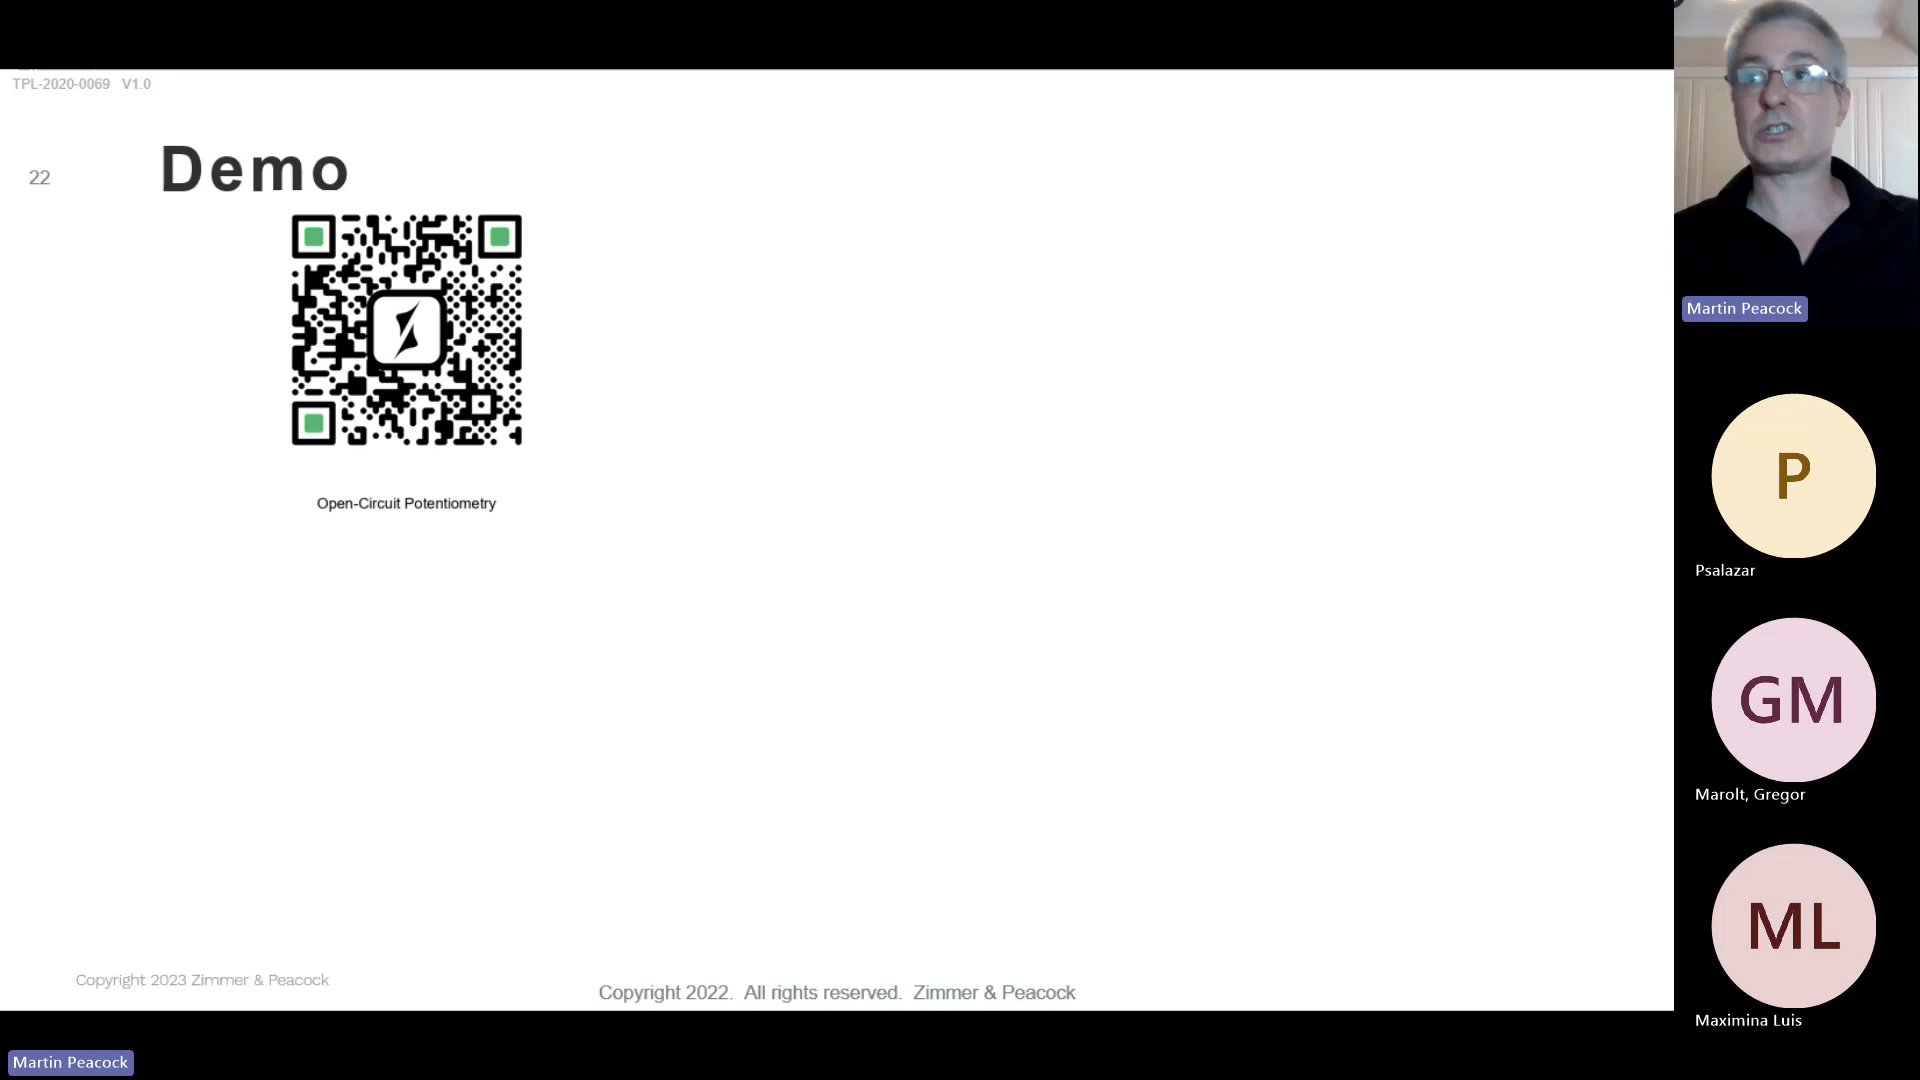 TPL-2020-0069 V1.0
22
Demo
Open-Circuit Potentiometry
Copyright 2023 Zimmer & Peacock
Copyright 2022. All rights reserved. Zimmer & Peacock
Martin Peacock
Martin Peacock
P
Psalazar
GM
Marolt, Gregor
ML
Maximina Luis